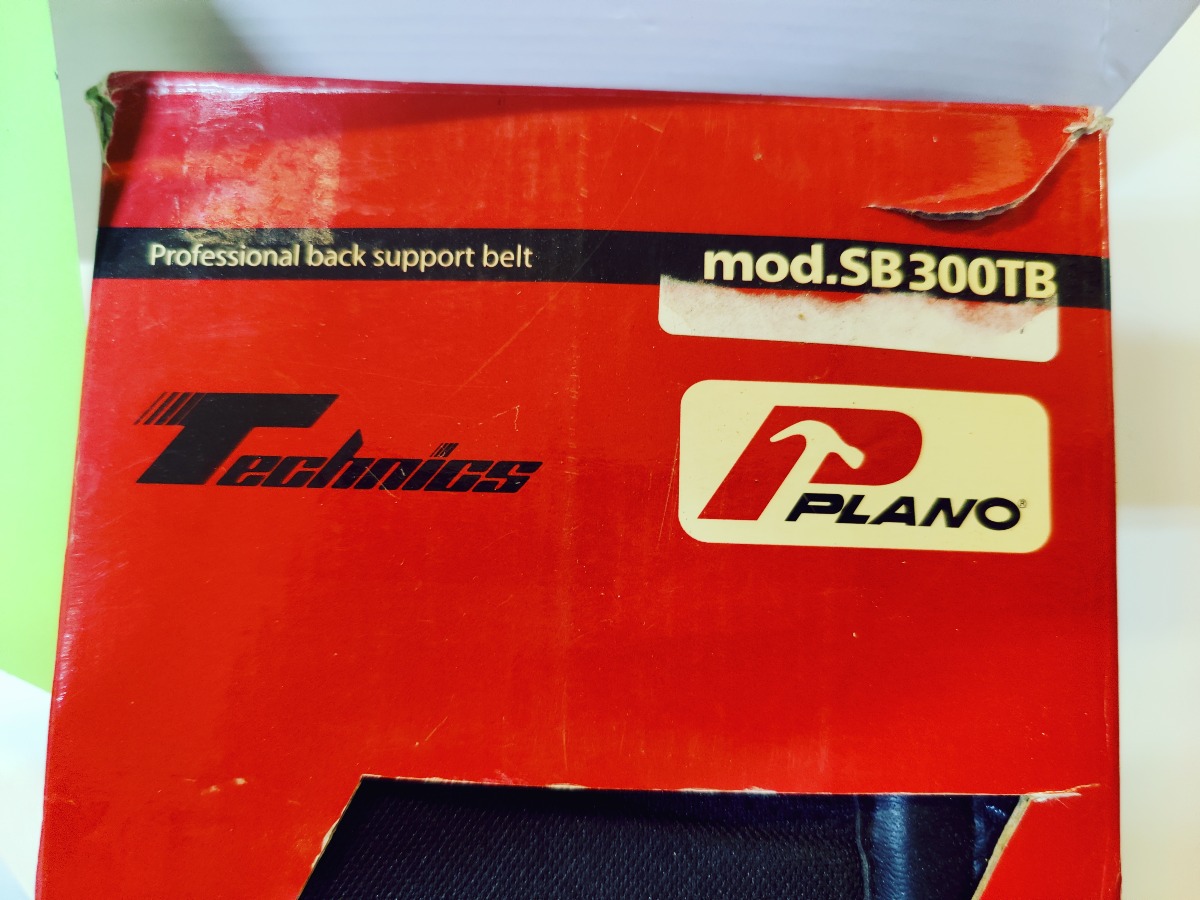 Professional back support belt
mod.SB300TB
Technics
PLANO®